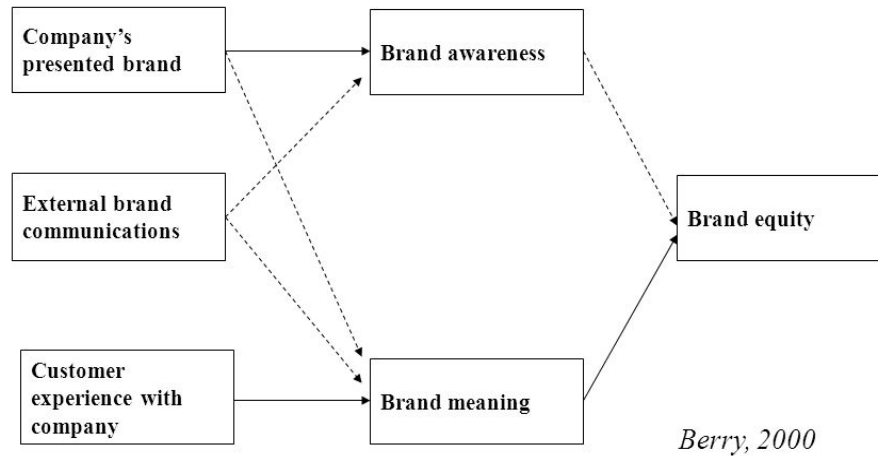 Company's
presented brand
Brand awareness
External brand
communications
Brand equity
Customer
experience with
company
Brand meaning
Berry, 2000